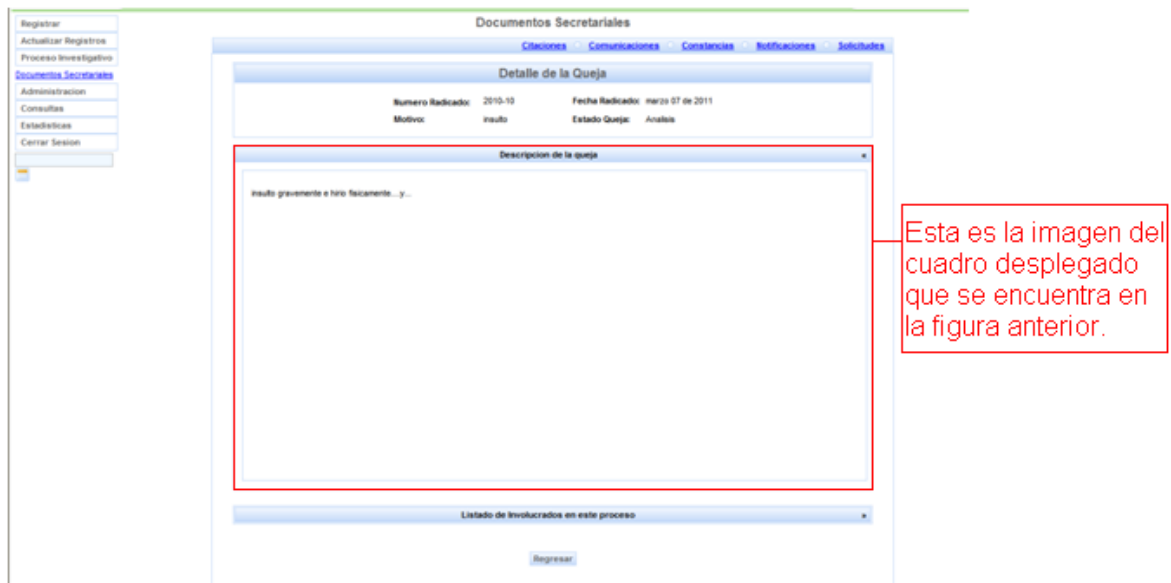 Registrar
Actualizar Registros
Proceso Investigativo
Documentos Secretariales
Administracion
Consultas
Estadisticas
Cerrar Sesion
Documentos Secretariales
Citaciones Comunicaciones Constancias Notificaciones Solicitudes
Detalle de la Queja
Numero Radicado: 2010-10 Fecha Radicado: marzo 07 de 2011
Motivo: insulto Estado Queja: Analisis
Descripcion de la queja
insulto gravemente e hirio fisicamente....y...
Listado de Involucrados en este proceso
Regresar
Esta es la imagen del
cuadro desplegado
que se encuentra en
la figura anterior.